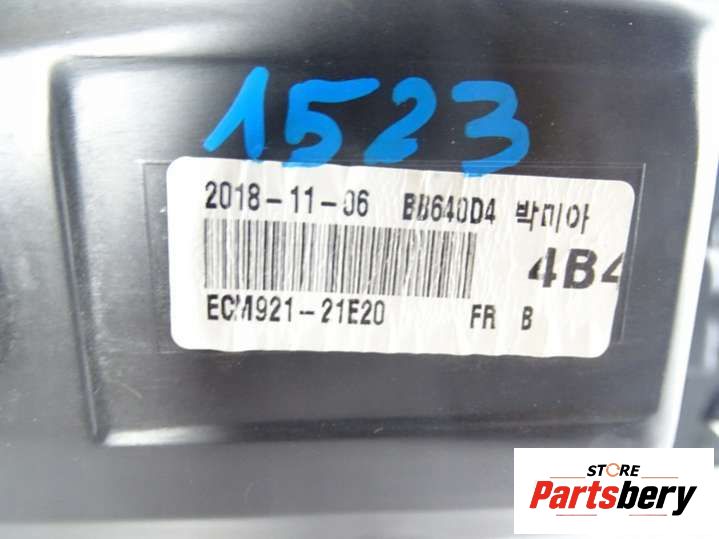 1523
2018-11-06 BB640D4 박미아
4B4
ECM921-21E20 FR B
STORE
Partsbery